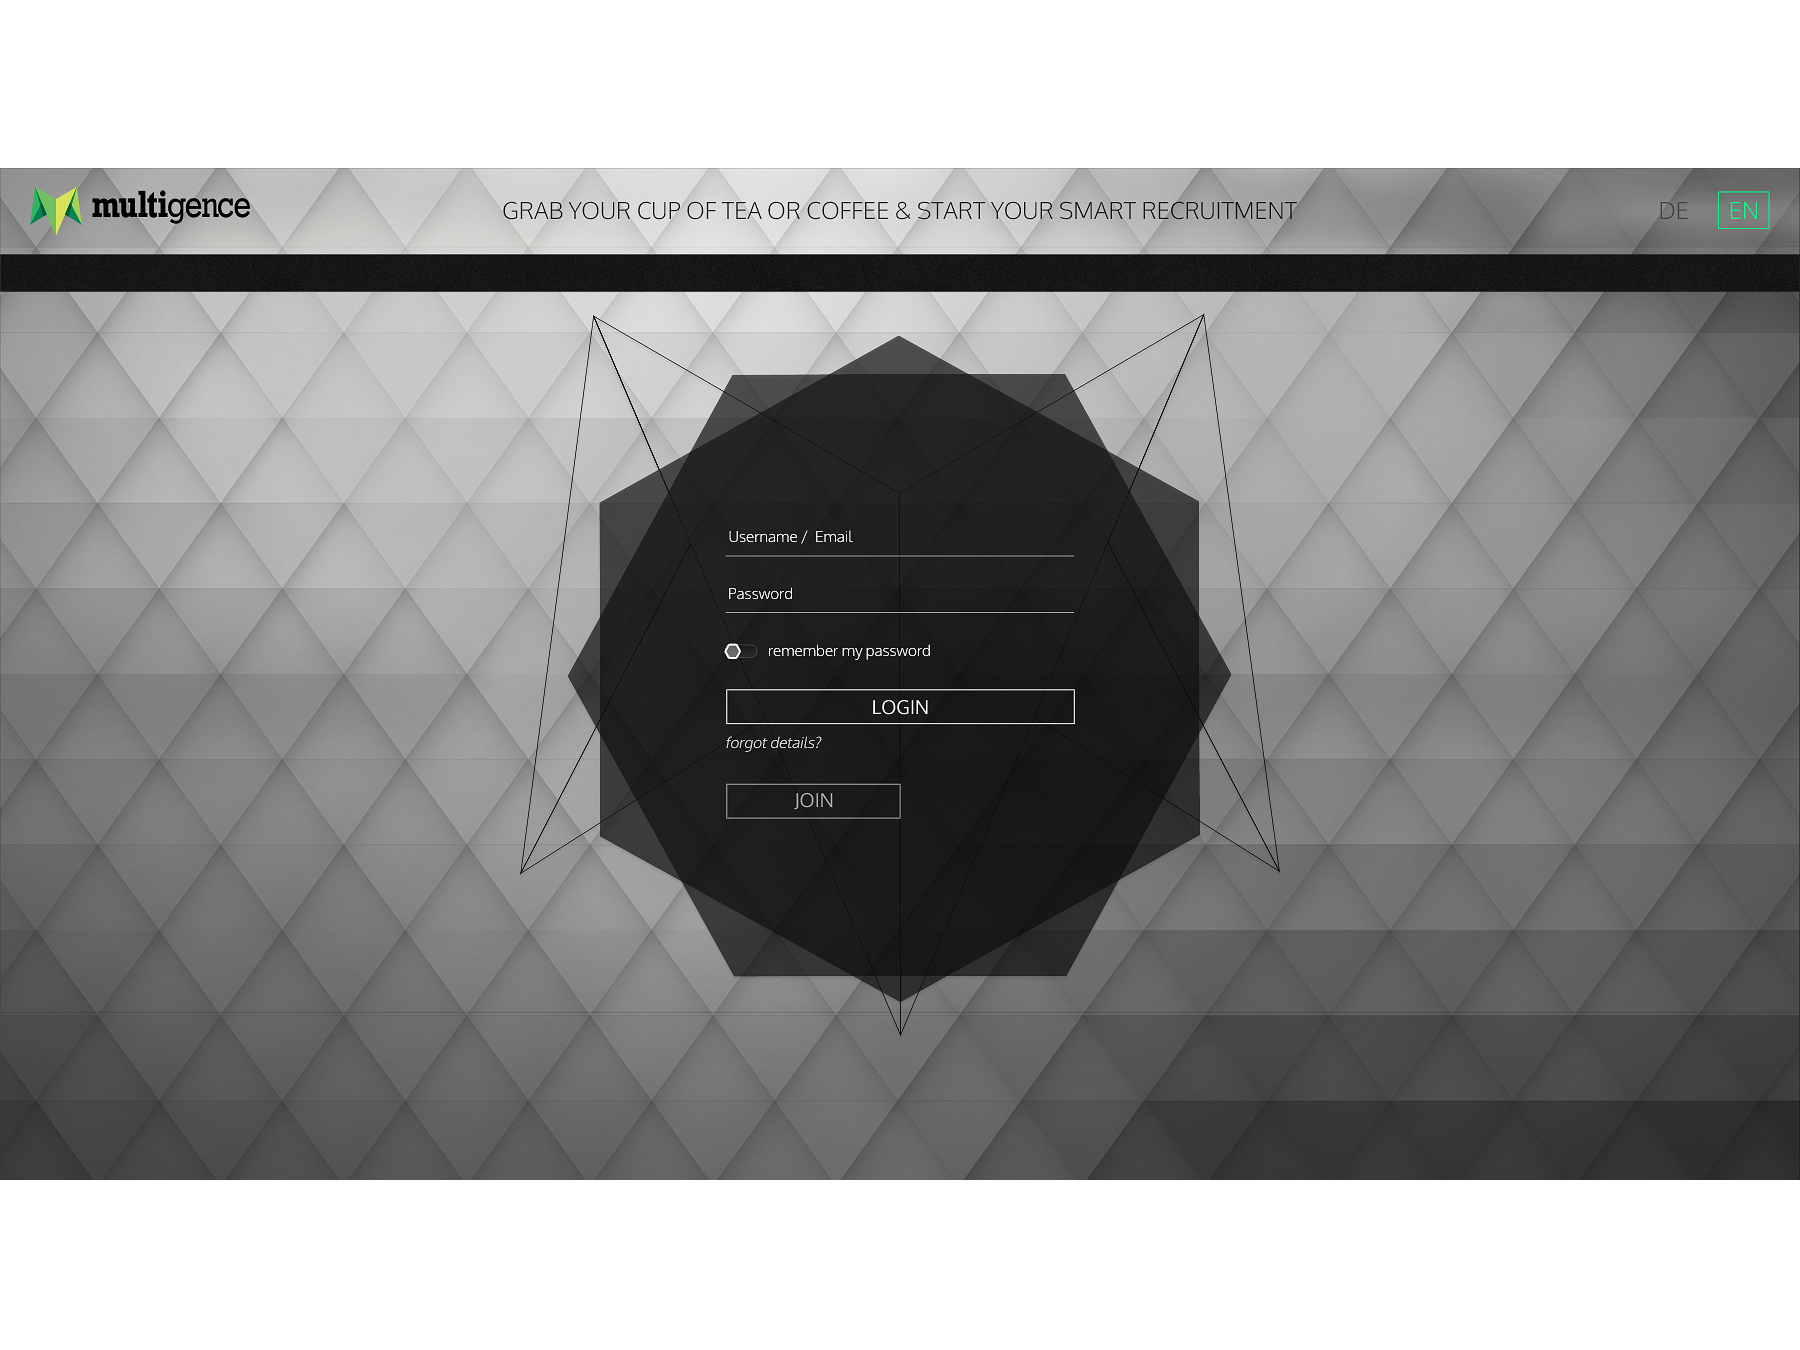 multigence
GRAB YOUR CUP OF TEA OR COFFEE & START YOUR SMART RECRUITMENT
DE EN
Username / Email
Password
remember my password
LOGIN
forgot details?
JOIN